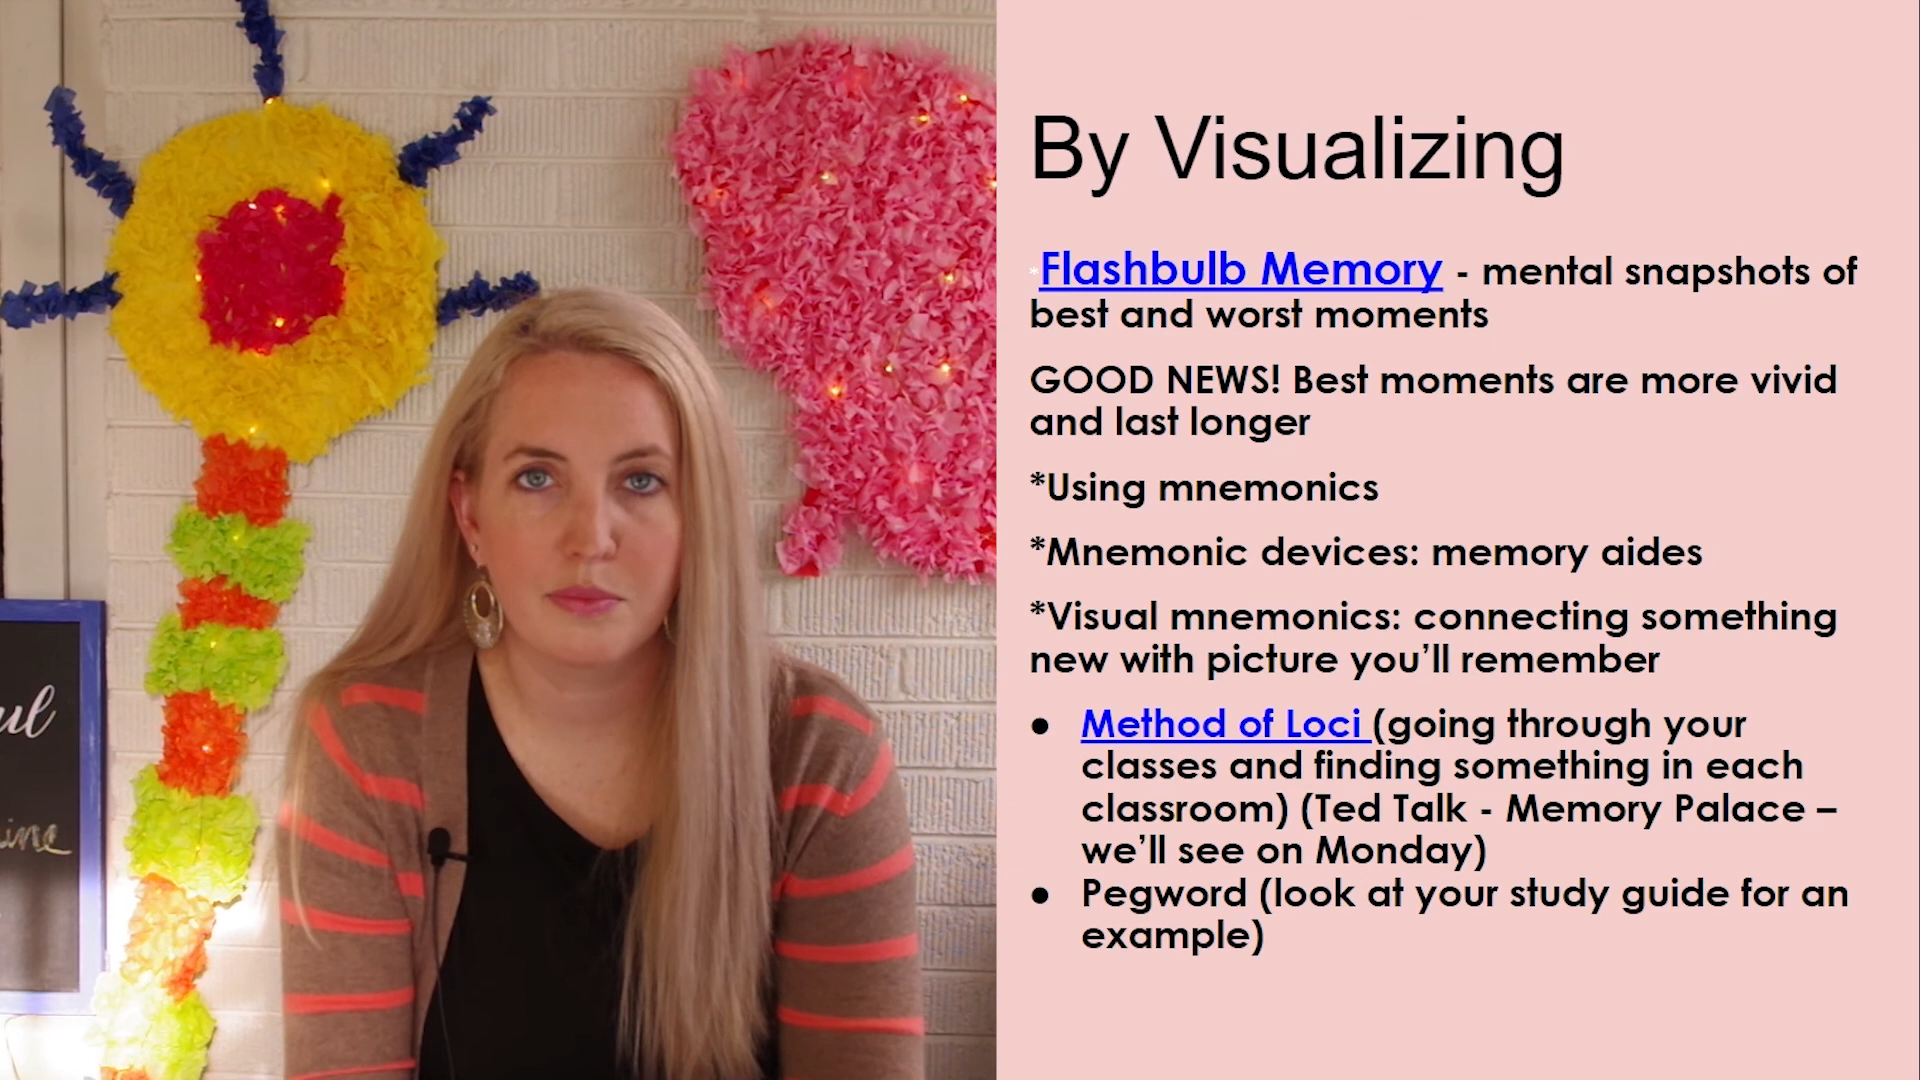 ul
ine
By Visualizing
*Flashbulb Memory - mental snapshots of
best and worst moments
GOOD NEWS! Best moments are more vivid
and last longer
*Using mnemonics
*Mnemonic devices: memory aides
*Visual mnemonics: connecting something
new with picture you’ll remember
● Method of Loci (going through your
classes and finding something in each
classroom) (Ted Talk - Memory Palace –
we’ll see on Monday)
● Pegword (look at your study guide for an
example)